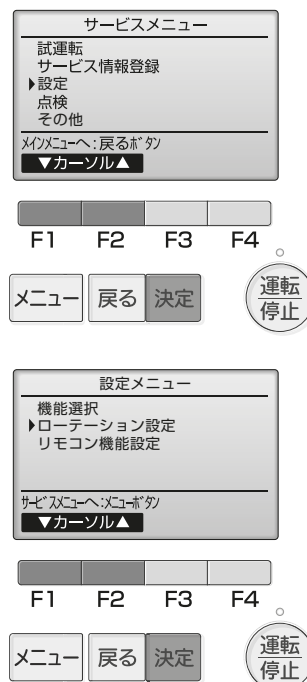 サービスメニュー
試運転
サービス情報登録
▶設定
点検
その他
メインメニューへ:戻るボタン
▼カーソル▲
F1 F2 F3 F4
メニュー 戻る 決定 運転
停止
設定メニュー
機能選択
▶ローテーション設定
リモコン機能設定
サービスメニューへ:メニューボタン
▼カーソル▲
F1 F2 F3 F4
メニュー 戻る 決定 運転
停止